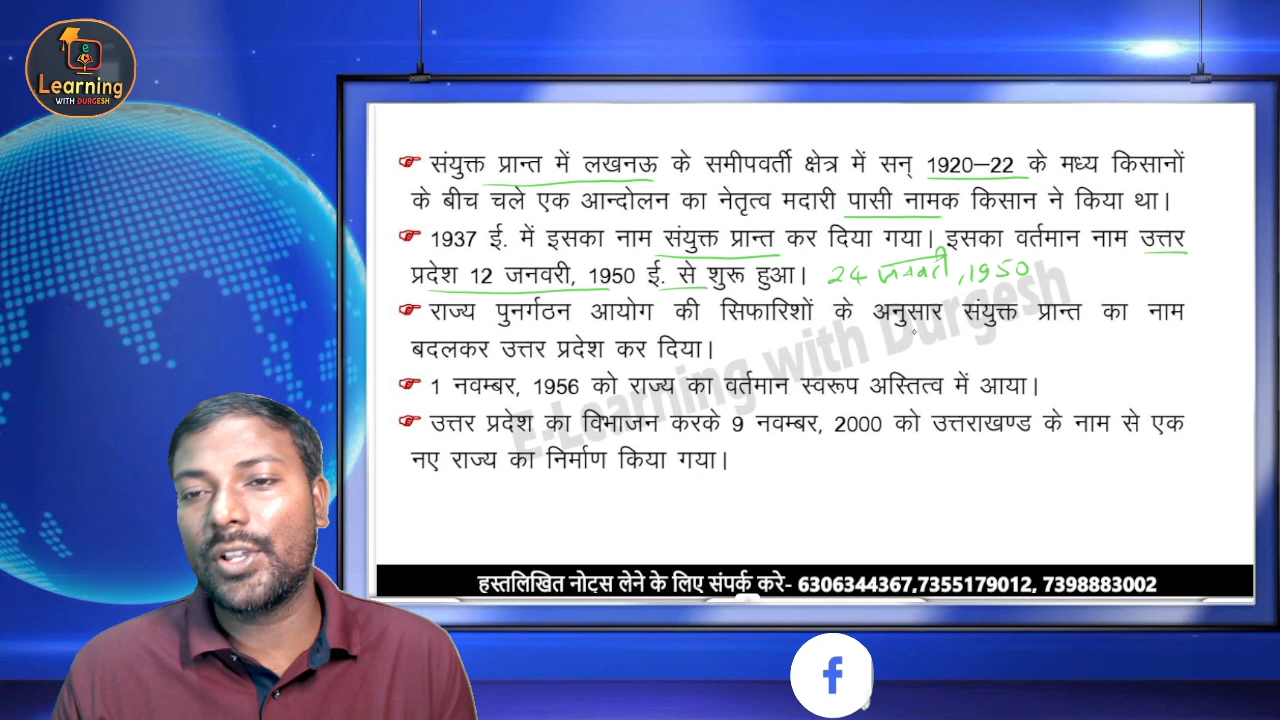 e
Learning
WITH DURGESH
☞ संयुक्त प्रान्त में लखनऊ के समीपवर्ती क्षेत्र में सन् 1920–22 के मध्य किसानों
के बीच चले एक आन्दोलन का नेतृत्व मदारी पासी नामक किसान ने किया था।
☞ 1937 ई. में इसका नाम संयुक्त प्रान्त कर दिया गया। इसका वर्तमान नाम उत्तर
प्रदेश 12 जनवरी, 1950 ई. से शुरू हुआ। 24 जनवरी, 1950
☞ राज्य पुनर्गठन आयोग की सिफारिशों के अनुसार संयुक्त प्रान्त का नाम
बदलकर उत्तर प्रदेश कर दिया।
☞ 1 नवम्बर, 1956 को राज्य का वर्तमान स्वरूप अस्तित्व में आया।
☞ उत्तर प्रदेश का विभाजन करके 9 नवम्बर, 2000 को उत्तराखण्ड के नाम से एक
नए राज्य का निर्माण किया गया।
E-Learning with Durgesh
हस्तलिखित नोट्स लेने के लिए संपर्क करे- 6306344367,7355179012, 7398883002
f